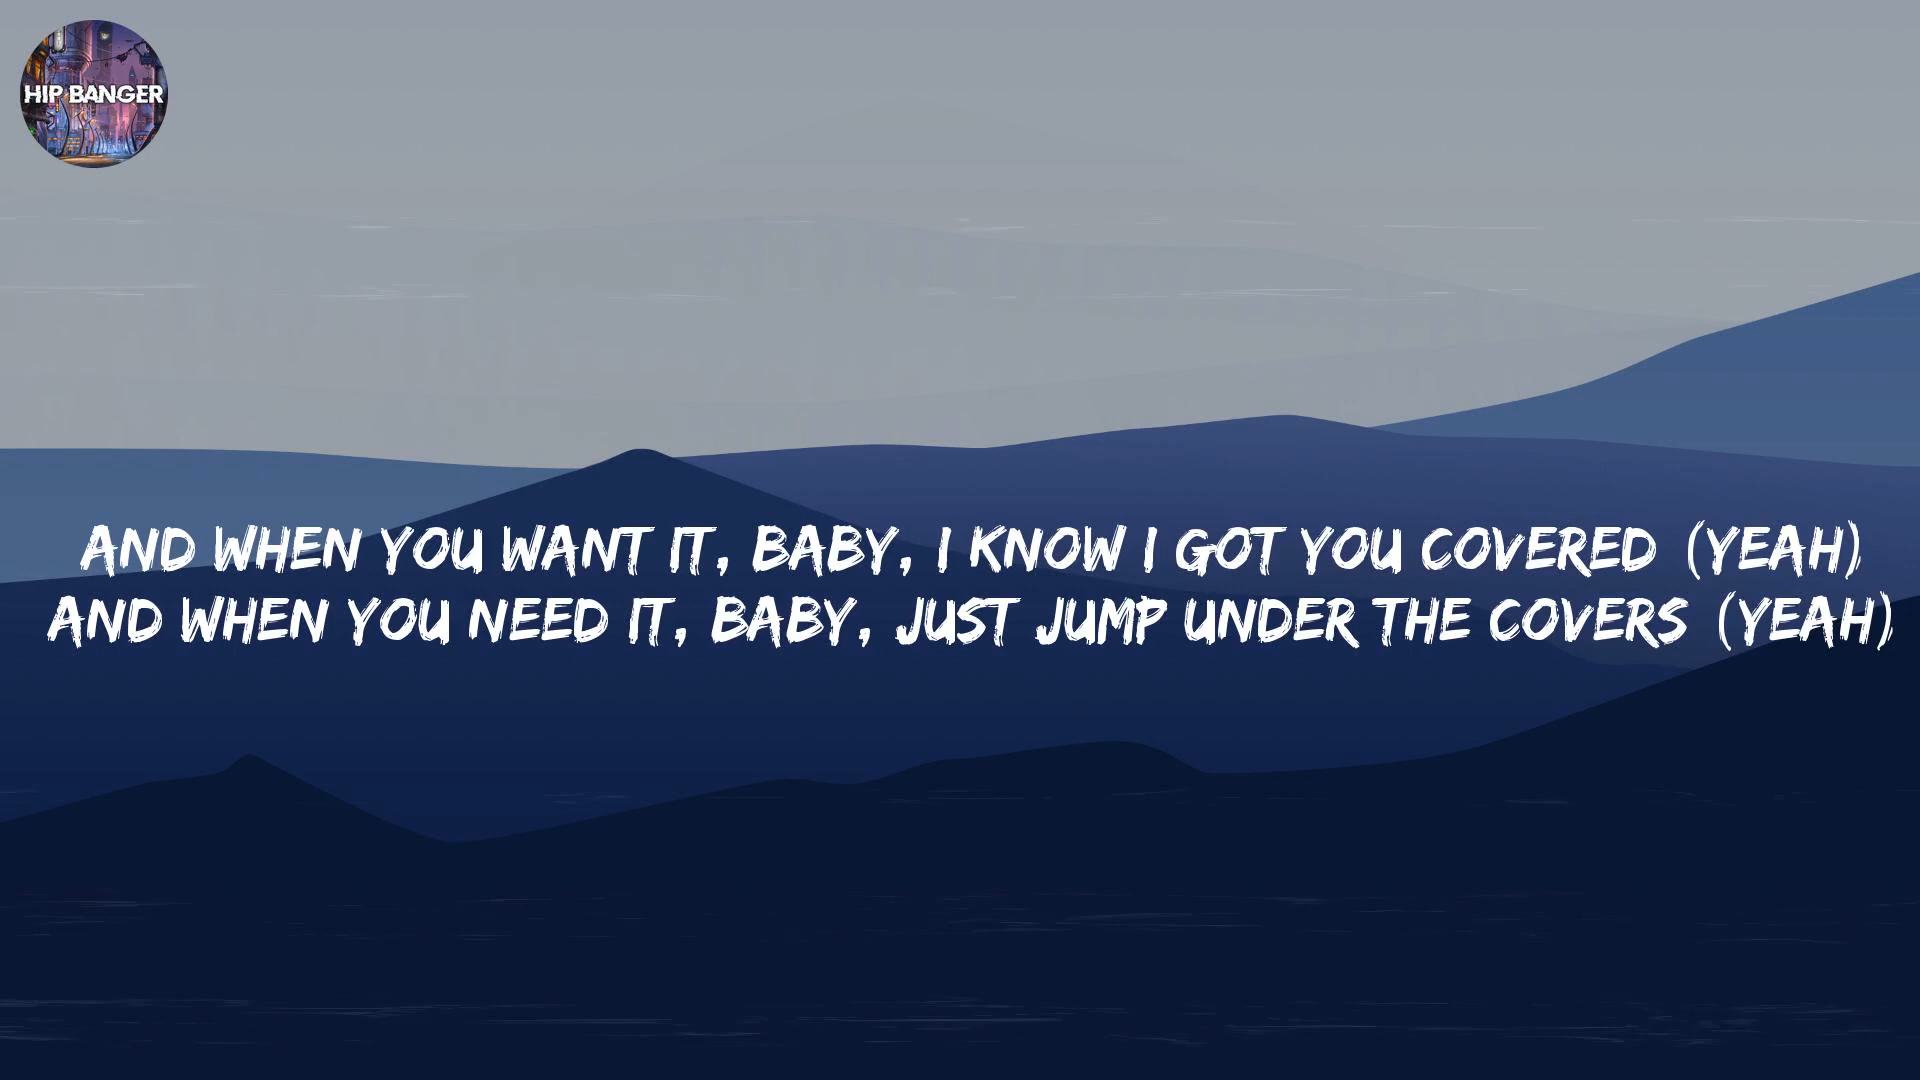 HIP BANGER
AND WHEN YOU WANT IT, BABY, I KNOW I GOT YOU COVERED (YEAH)
AND WHEN YOU NEED IT, BABY, JUST JUMP UNDER THE COVERS (YEAH)